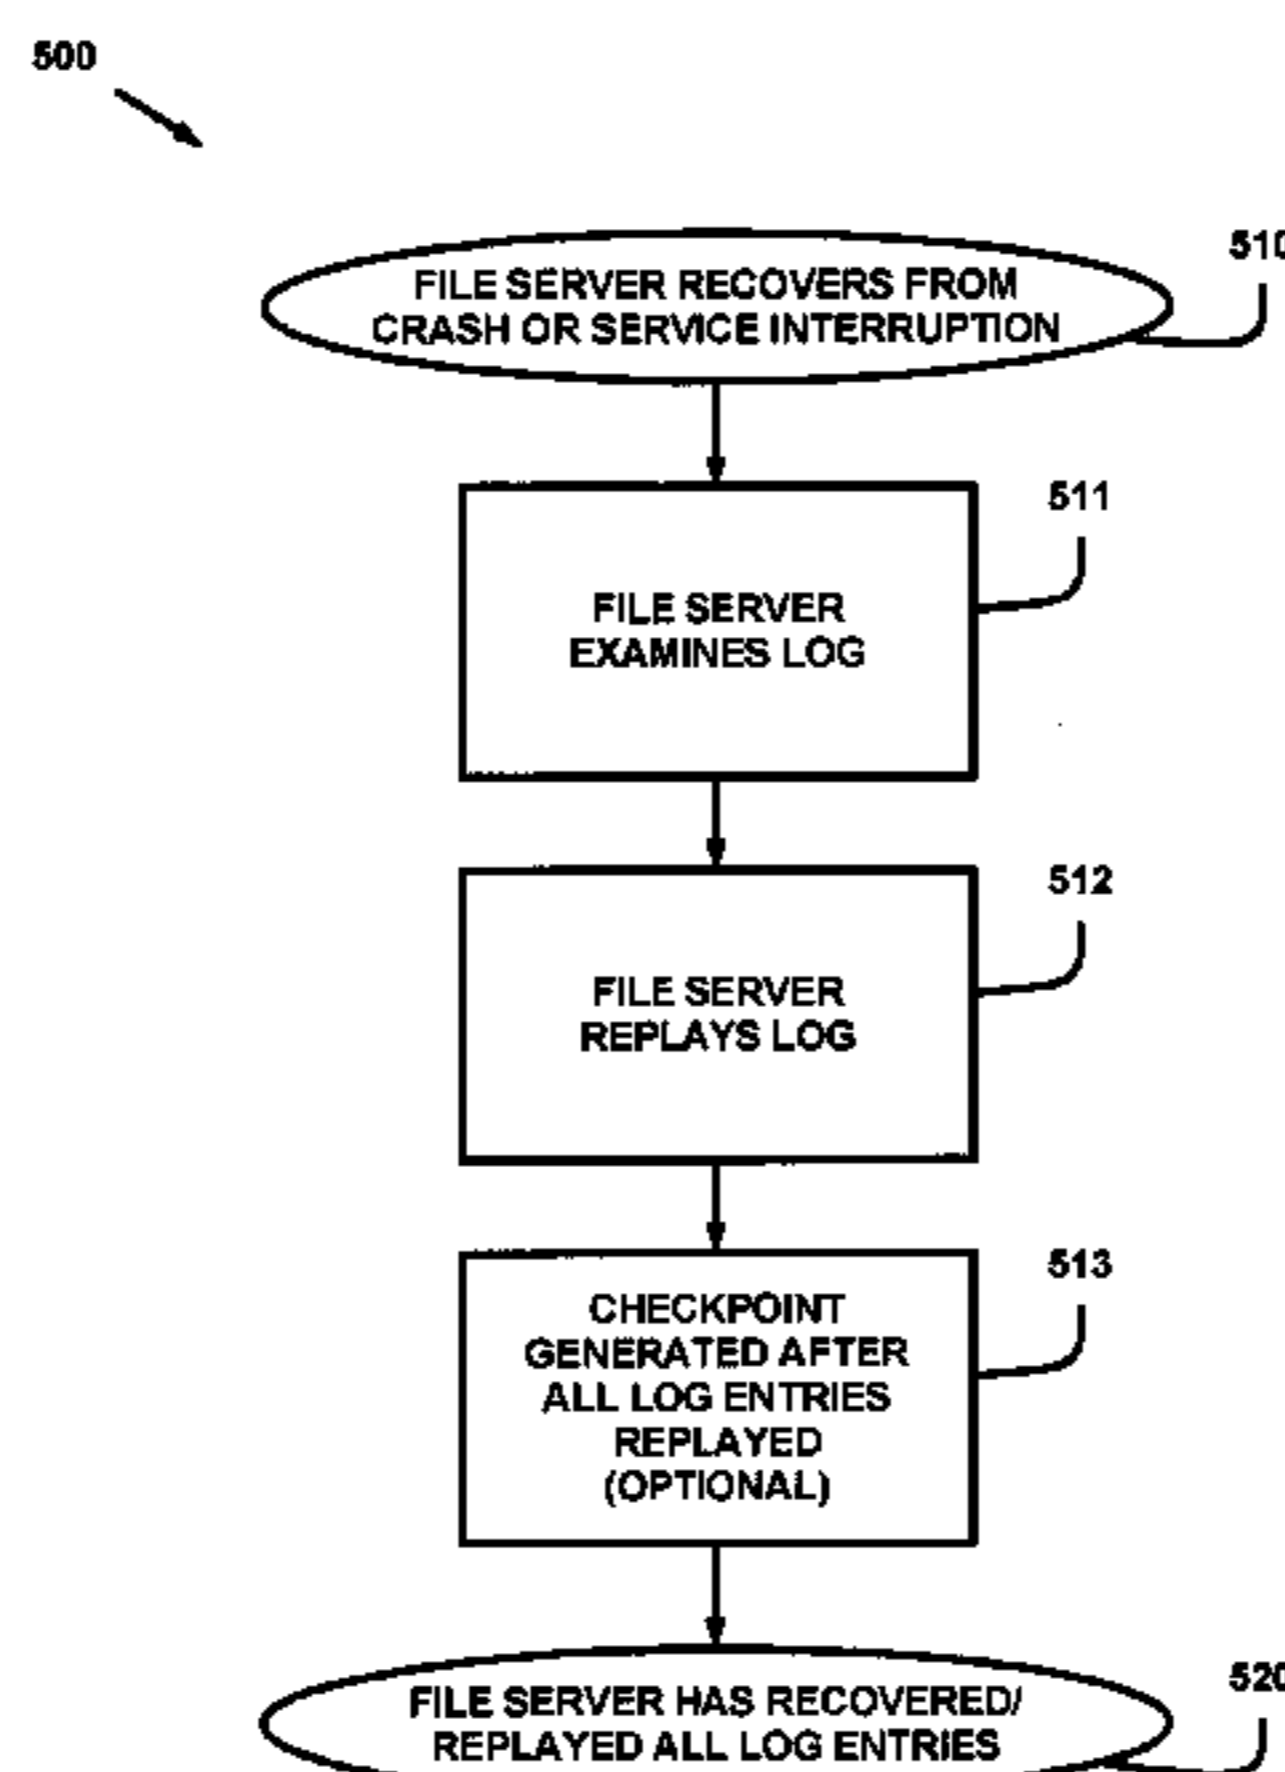 500
FILE SERVER RECOVERS FROM
CRASH OR SERVICE INTERRUPTION
510
FILE SERVER
EXAMINES LOG
511
FILE SERVER
REPLAYS LOG
512
CHECKPOINT
GENERATED AFTER
ALL LOG ENTRIES
REPLAYED
(OPTIONAL)
513
FILE SERVER HAS RECOVERED/
REPLAYED ALL LOG ENTRIES
520